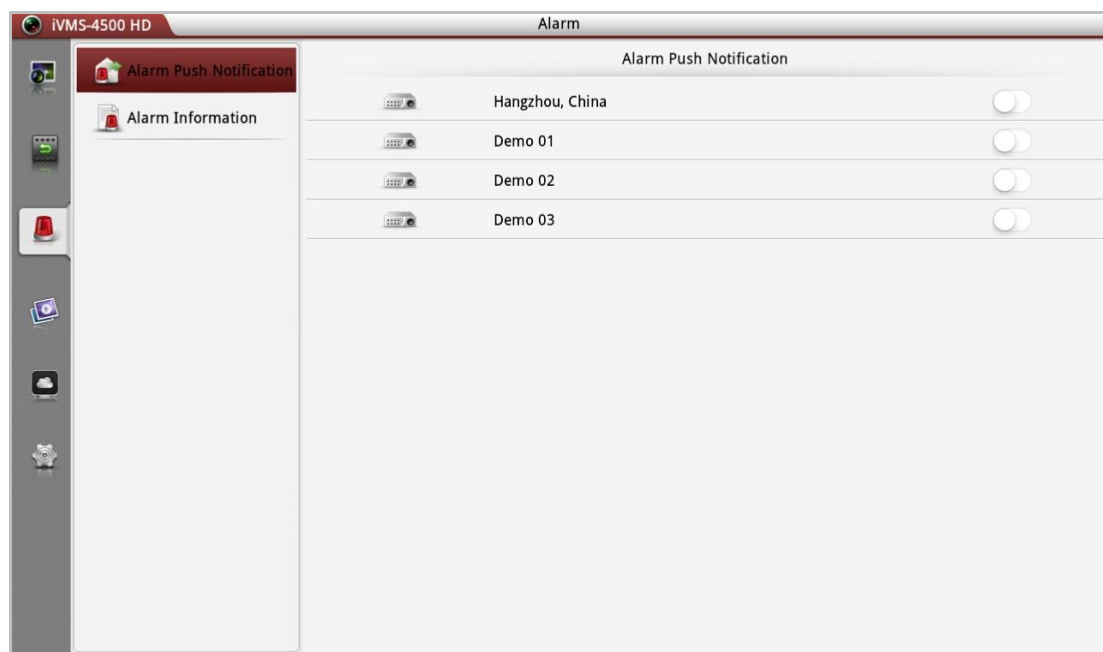 iVMS-4500 HD
Alarm
Alarm Push Notification
Alarm Information
Alarm Push Notification
Hangzhou, China
Demo 01
Demo 02
Demo 03